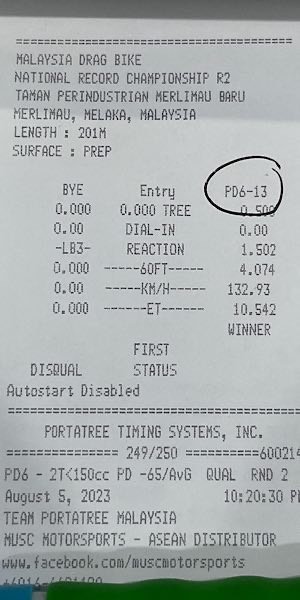 ==========================================
MALAYSIA DRAG BIKE
NATIONAL RECORD CHAMPIONSHIP R2
TAMAN PERINDUSTRIAN MERLIMAU BARU
MERLIMAU, MELAKA, MALAYSIA
LENGTH : 201M
SURFACE : PREP
BYE Entry PD6-13
0.000 0.000 TREE 0.500
0.00 DIAL-IN 0.00
-LB3- REACTION 1.502
0.000 -----60FT----- 4.074
0.00 -----KM/H----- 132.93
0.000 ------ET------ 10.542
WINNER
FIRST
DISQUAL STATUS
Autostart Disabled
==========================================
PORTATREE TIMING SYSTEMS, INC.
================ 249/250 ==========600214
PD6 - 2T<150cc PD -65/AvG QUAL RND 2
August 5, 2023 10:20:30 P
TEAM PORTATREE MALAYSIA
MUSC MOTORSPORTS - ASEAN DISTRIBUTOR
www.facebook.com/muscmotorsports